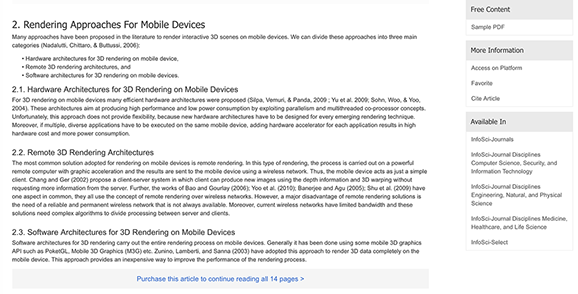 2. Rendering Approaches For Mobile Devices
Many approaches have been proposed in the literature to render interactive 3D scenes on mobile devices. We can divide these approaches into three main
categories (Nadalutti, Chittaro, & Buttussi, 2006):
• Hardware architectures for 3D rendering on mobile device,
• Remote 3D rendering architectures, and
• Software architectures for 3D rendering on mobile devices.
2.1. Hardware Architectures for 3D Rendering on Mobile Devices
For 3D rendering on mobile devices many efficient hardware architectures were proposed (Silpa, Vemuri, & Panda, 2009 ; Yu et al. 2009; Sohn, Woo, & Yoo,
2004). These architectures aim at producing high performance and low power consumption by exploiting parallelism and multithreaded co-processor concepts.
Unfortunately, this approach does not provide flexibility, because new hardware architectures have to be designed for every emerging rendering technique.
Moreover, if multiple, diverse applications have to be executed on the same mobile device, adding hardware accelerator for each application results in high
hardware cost and more power consumption.
2.2. Remote 3D Rendering Architectures
The most common solution adopted for rendering on mobile devices is remote rendering. In this type of rendering, the process is carried out on a powerful
remote computer with graphic acceleration and the results are sent to the mobile device using a wireless network. Thus, the mobile device acts just as a simple
client. Chang and Ger (2002) propose a client-server system in which client can produce new images using the depth information and 3D warping without
requesting more information from the server. Further, the works of Bao and Gourlay (2006); Yoo et al. (2010); Banerjee and Agu (2005); Shu et al. (2009) have
one aspect in common, they all use the concept of remote rendering over wireless networks. However, a major disadvantage of remote rendering solutions is
the need of a reliable and permanent wireless network that is not always available. Moreover, current wireless networks have limited bandwidth and these
solutions need complex algorithms to divide processing between server and clients.
2.3. Software Architectures for 3D Rendering on Mobile Devices
Software architectures for 3D rendering carry out the entire rendering process on mobile devices. Generally it has been done using some mobile 3D-graphics
API such as PoketGL, Mobile 3D Graphics (M3G) etc. Zunino, Lamberti, and Sanna (2003) have adopted this approach to render 3D data completely on the
mobile device. This approach provides an inexpensive way to improve the performance of the rendering process.
Purchase this article to continue reading all 14 pages >
Free Content
Sample PDF
More Information
Access on Platform
Favorite
Cite Article
Available In
InfoSci-Journals
InfoSci-Journal Disciplines
Computer Science, Security, and
Information Technology
InfoSci-Journal Disciplines
Engineering, Natural, and Physical
Science
InfoSci-Journal Disciplines Medicine,
Healthcare, and Life Science
InfoSci-Select